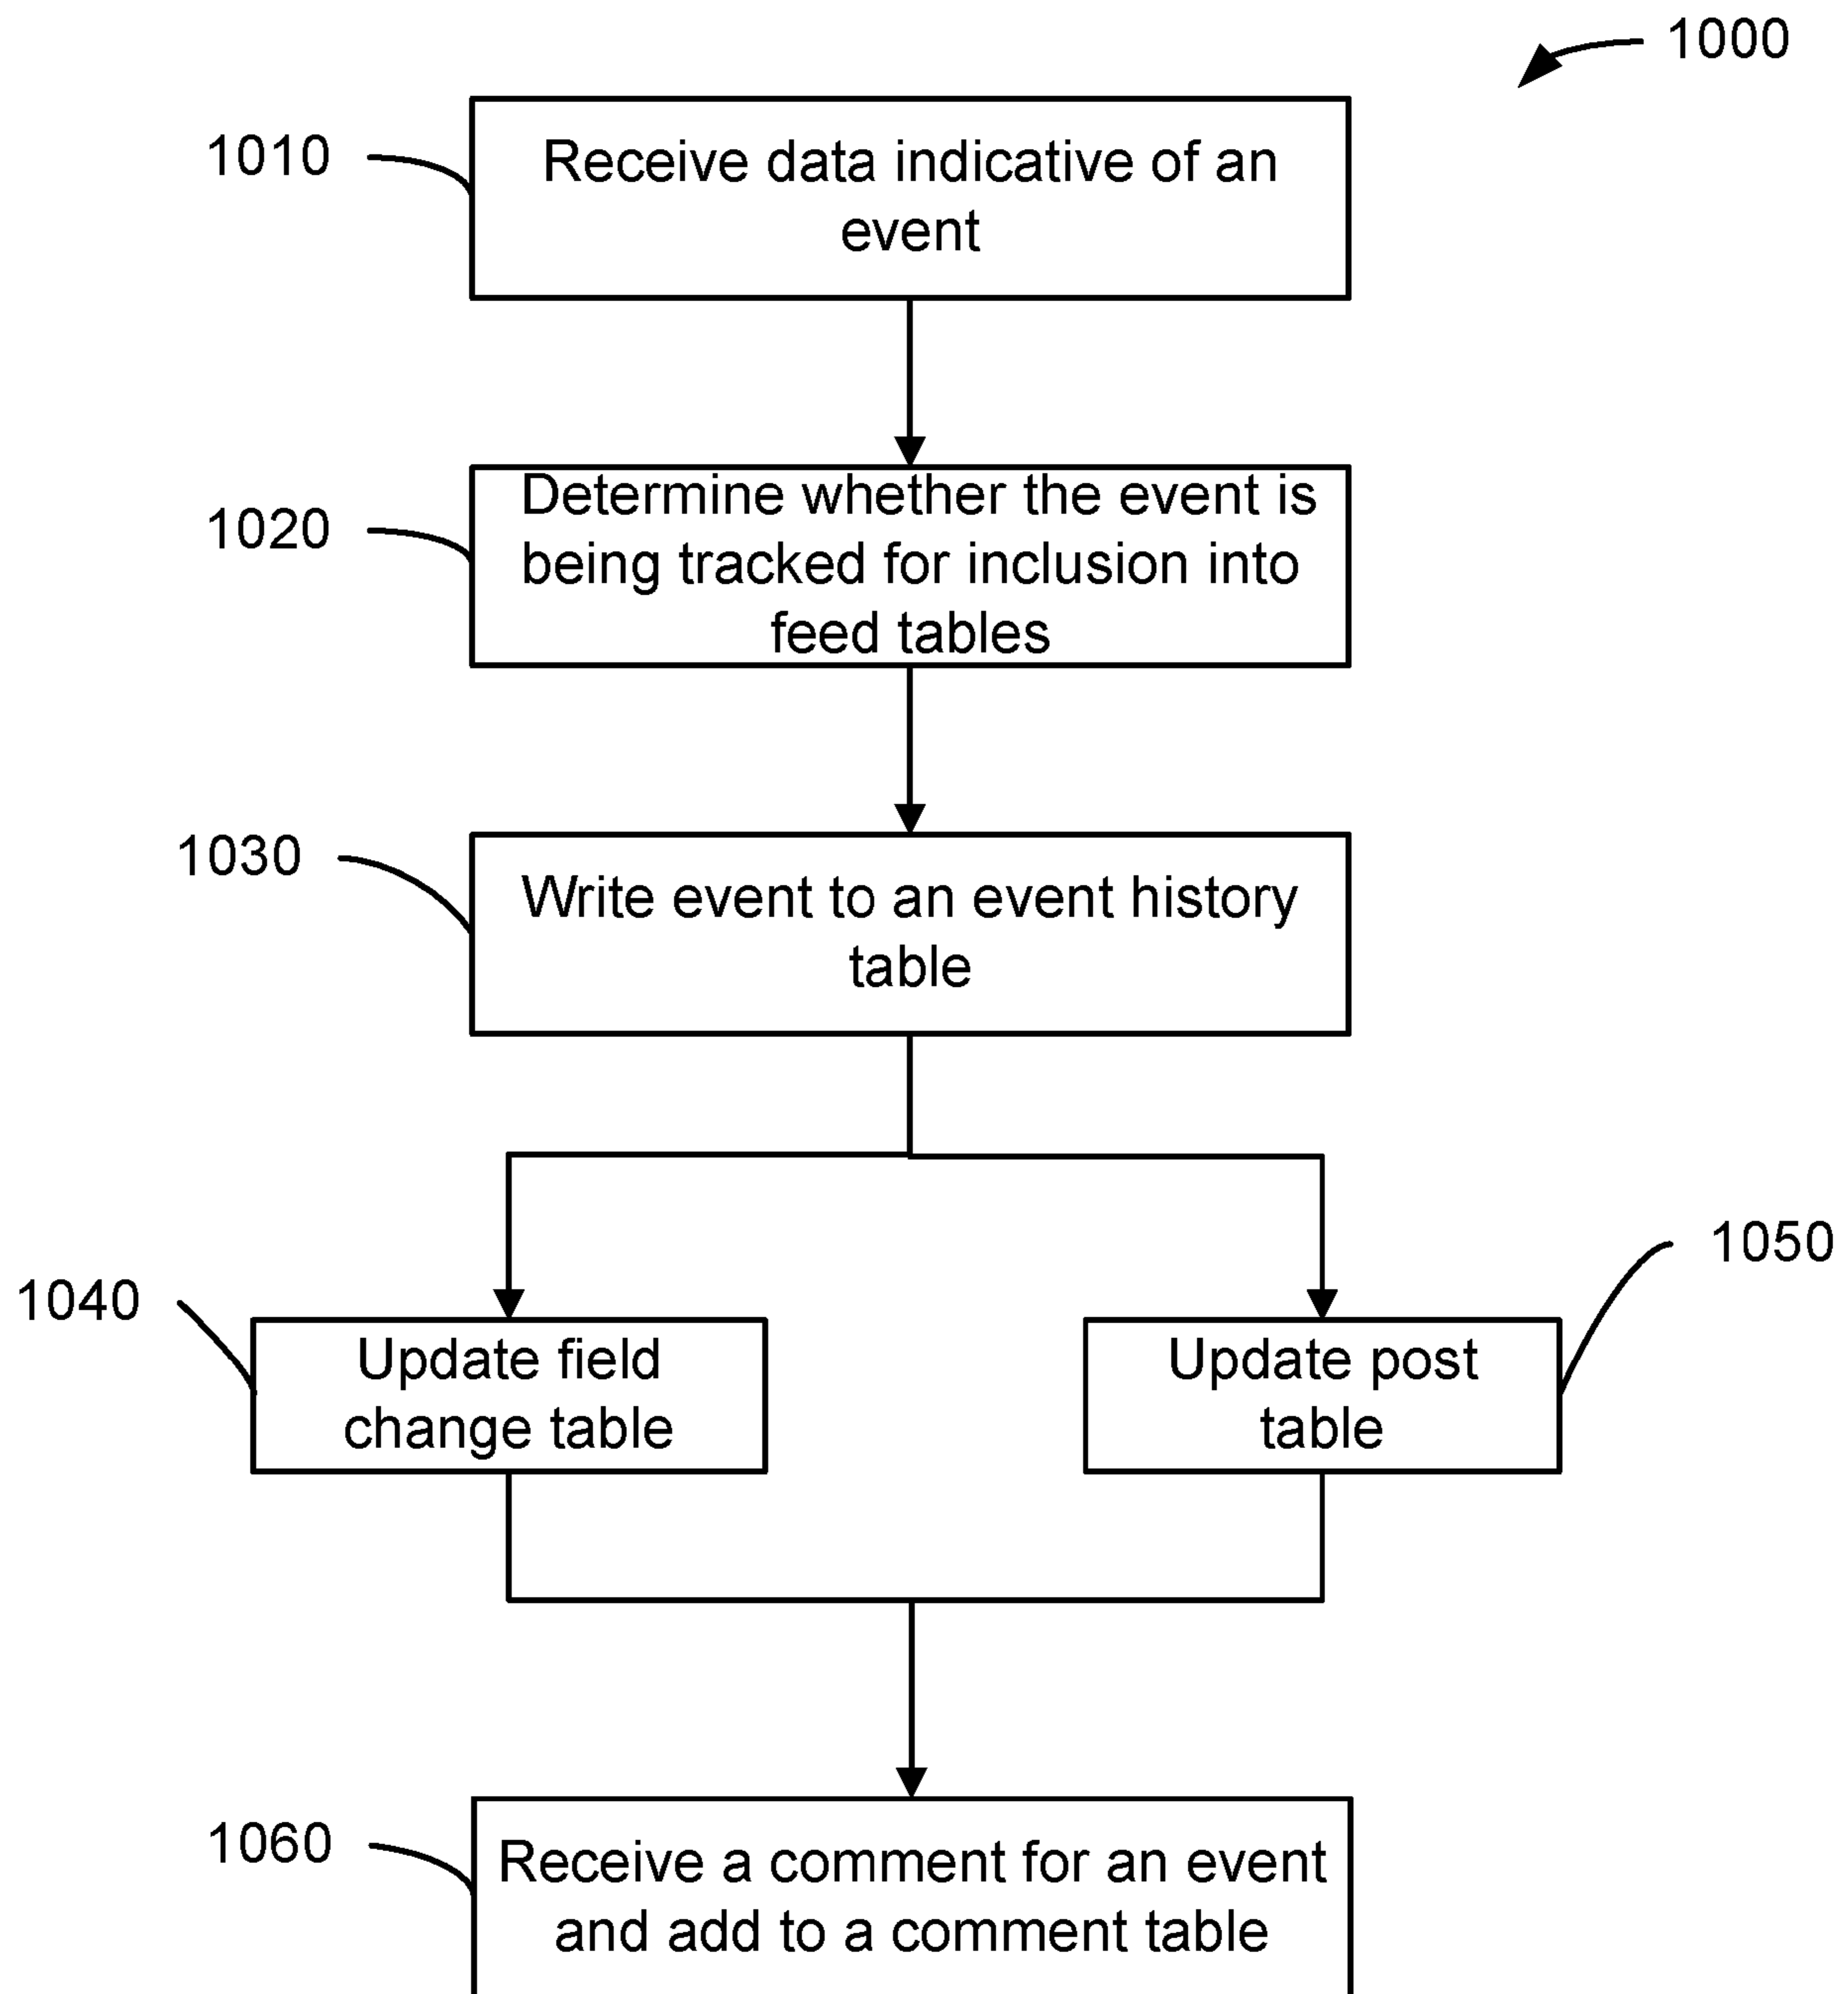 1000
1010
Receive data indicative of an
event
1020
Determine whether the event is
being tracked for inclusion into
feed tables
1030
Write event to an event history
table
1040
Update field
change table
1050
Update post
table
1060
Receive a comment for an event
and add to a comment table